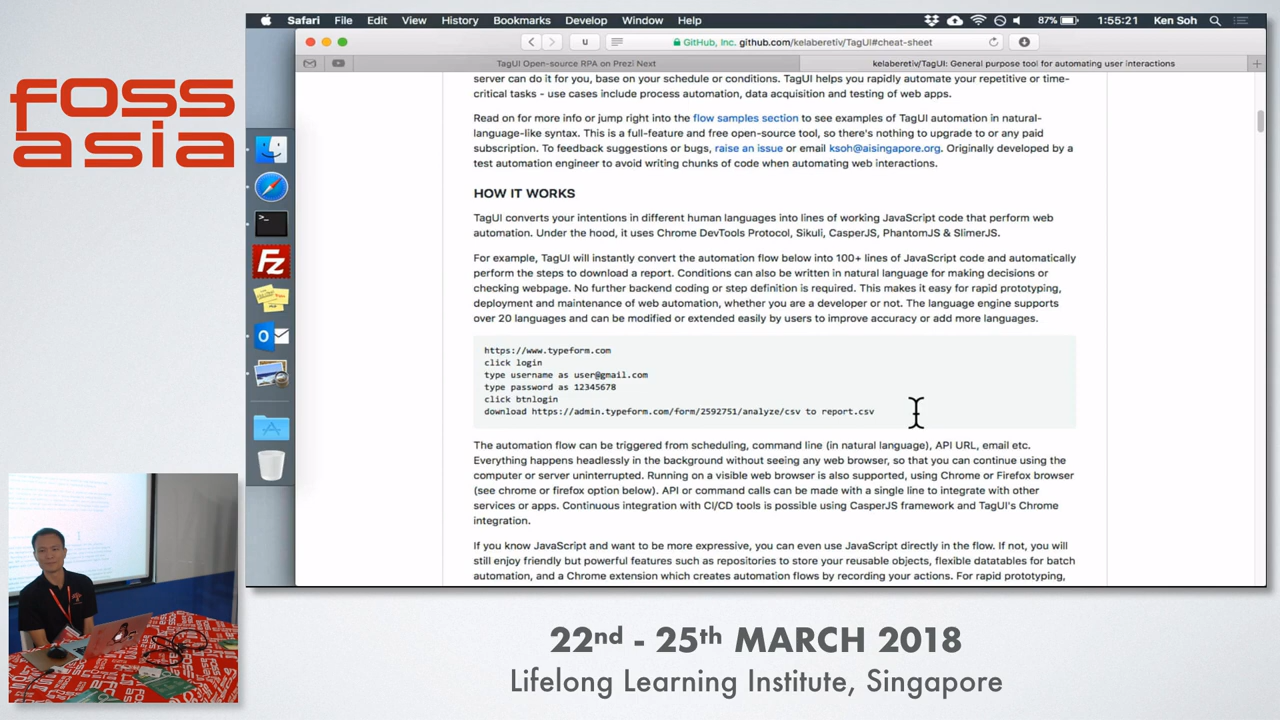 Safari File Edit View History Bookmarks Develop Window Help 87% 1:55:21 Ken Soh
GitHub, Inc. github.com/kelaberetiv/TagUI#cheat-sheet
TagUI Open-source RPA on Prezi Next
kelaberetiv/TagUI: General purpose tool for automating user interactions
fOSS
asia
server can do it for you, base on your schedule or conditions. TagUI helps you rapidly automate your repetitive or time-
critical tasks - use cases include process automation, data acquisition and testing of web apps.
Read on for more info or jump right into the flow samples section to see examples of TagUI automation in natural-
language-like syntax. This is a full-feature and free open-source tool, so there's nothing to upgrade to or any paid
subscription. To feedback suggestions or bugs, raise an issue or email ksoh@aisingapore.org. Originally developed by a
test automation engineer to avoid writing chunks of code when automating web interactions.
HOW IT WORKS
TagUI converts your intentions in different human languages into lines of working JavaScript code that perform web
automation. Under the hood, it uses Chrome DevTools Protocol, Sikuli, CasperJS, PhantomJS & SlimerJS.
For example, TagUI will instantly convert the automation flow below into 100+ lines of JavaScript code and automatically
perform the steps to download a report. Conditions can also be written in natural language for making decisions or
checking webpage. No further backend coding or step definition is required. This makes it easy for rapid prototyping,
deployment and maintenance of web automation, whether you are a developer or not. The language engine supports
over 20 languages and can be modified or extended easily by users to improve accuracy or add more languages.
https://www.typeform.com
click login
type username as user@gmail.com
type password as 12345678
click btnlogin
download https://admin.typeform.com/form/2592751/analyze/csv to report.csv
The automation flow can be triggered from scheduling, command line (in natural language), API URL, email etc.
Everything happens headlessly in the background without seeing any web browser, so that you can continue using the
computer or server uninterrupted. Running on a visible web browser is also supported, using Chrome or Firefox browser
(see chrome or firefox option below). API or command calls can be made with a single line to integrate with other
services or apps. Continuous integration with CI/CD tools is possible using CasperJS framework and TagUI's Chrome
integration.
If you know JavaScript and want to be more expressive, you can even use JavaScript directly in the flow. If not, you will
still enjoy friendly but powerful features such as repositories to store your reusable objects, flexible datatables for batch
automation, and a Chrome extension which creates automation flows by recording your actions. For rapid prototyping,
22nd - 25th MARCH 2018
Lifelong Learning Institute, Singapore